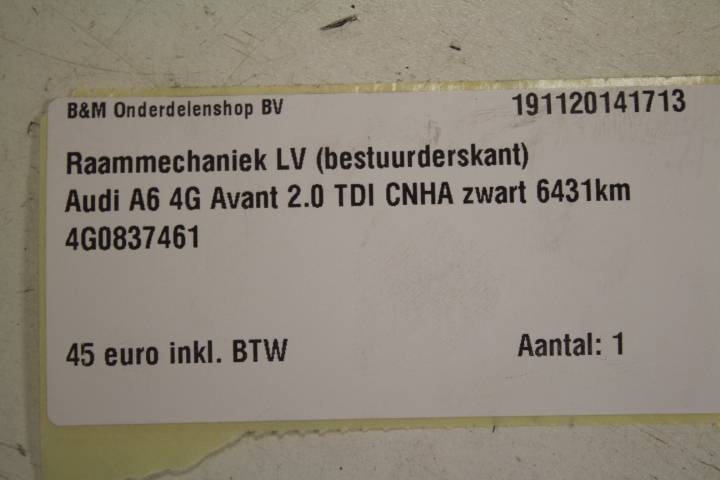 B&M Onderdelenshop BV 191120141713
Raammechaniek LV (bestuurderskant)
Audi A6 4G Avant 2.0 TDI CNHA zwart 6431km
4G0837461
45 euro inkl. BTW Aantal: 1